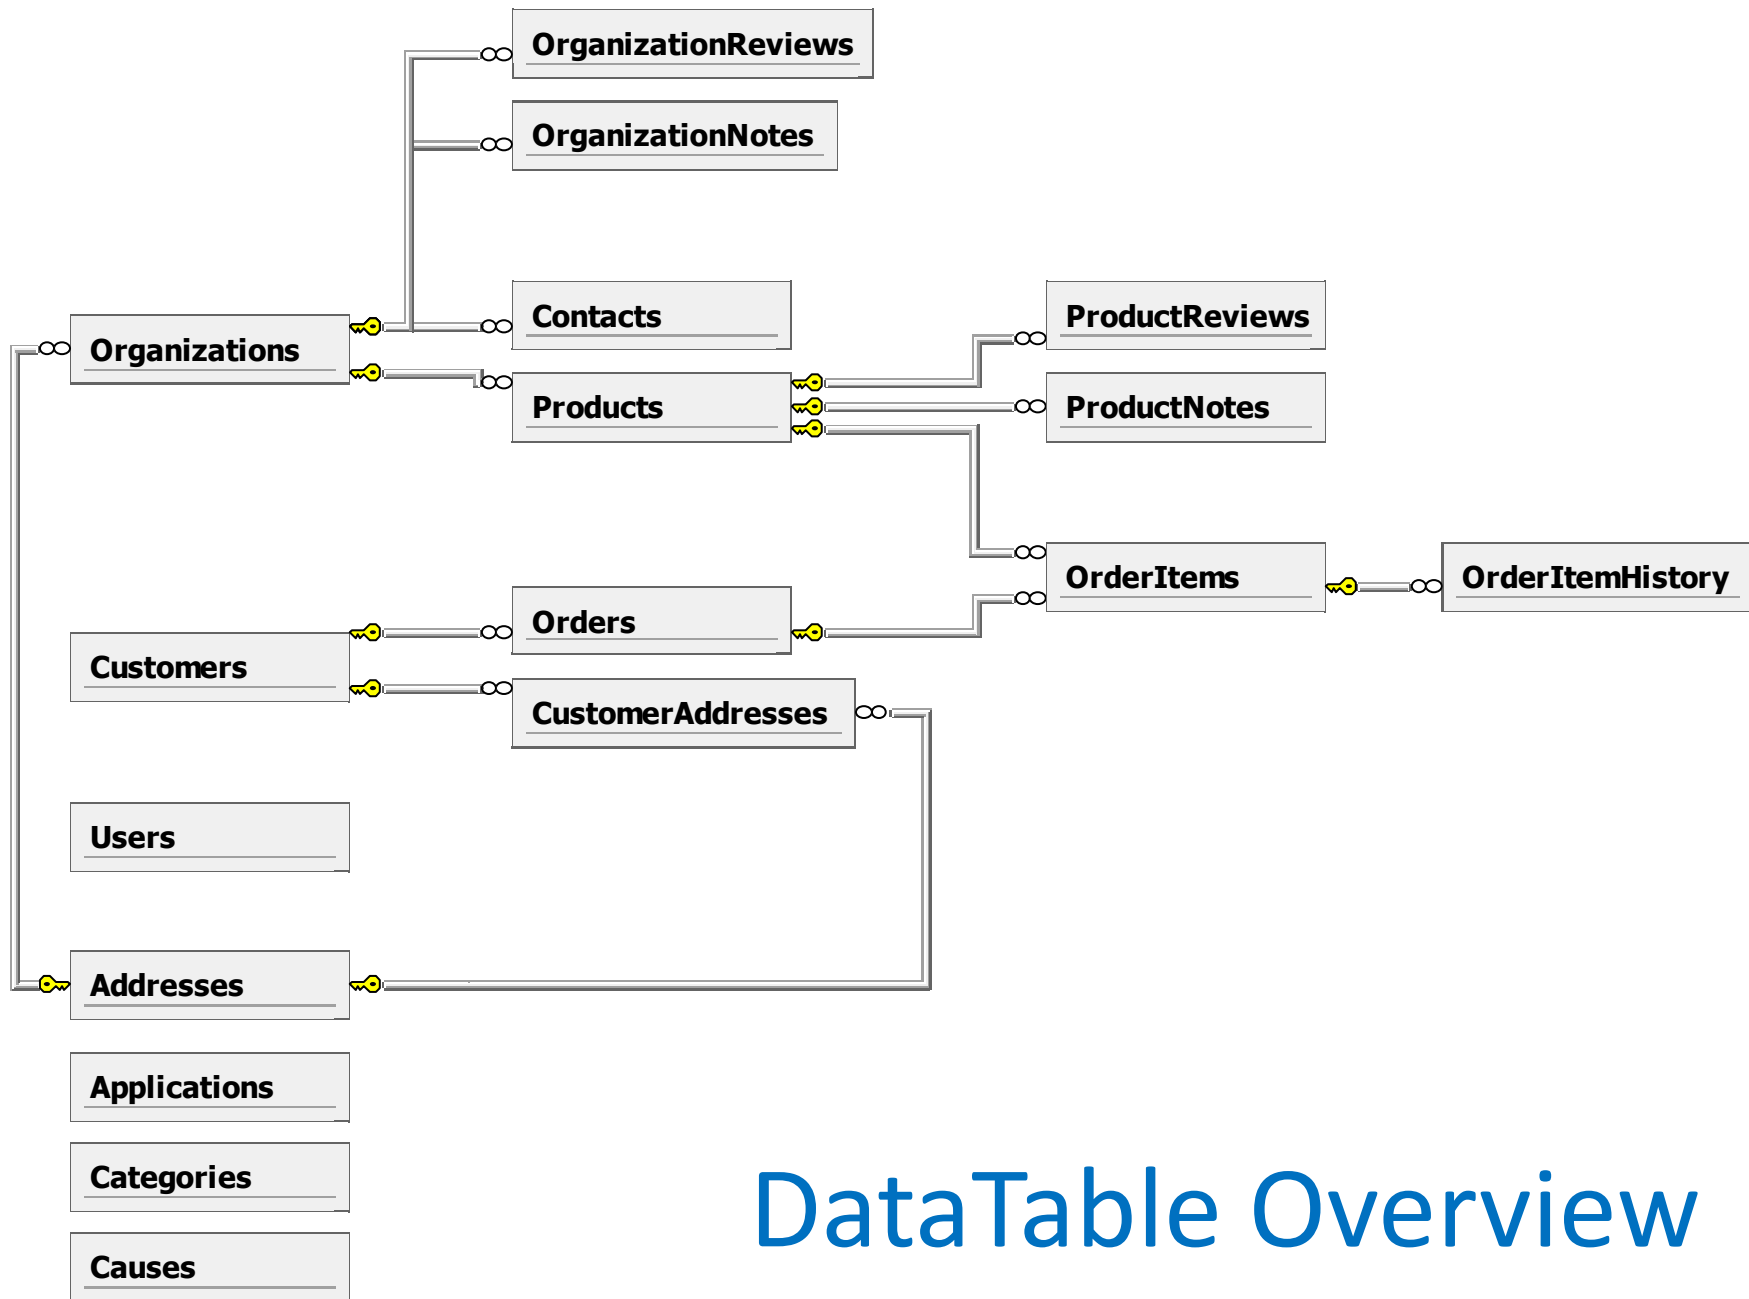 OrganizationReviews
OrganizationNotes
Contacts
ProductReviews
Organizations
Products
ProductNotes
OrderItems
OrderItemHistory
Orders
Customers
CustomerAddresses
Users
Addresses
Applications
Categories
DataTable Overview
Causes